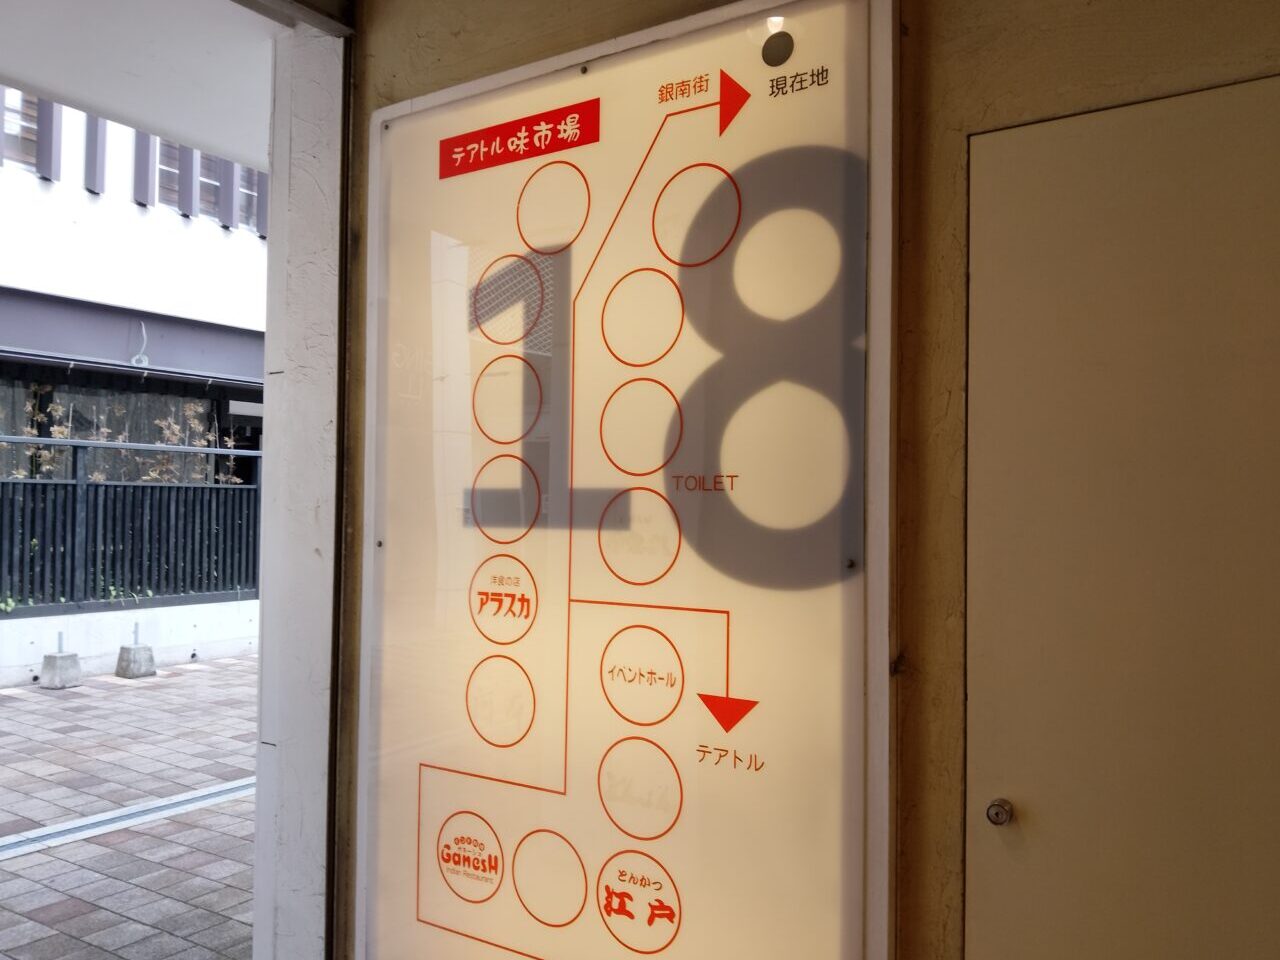 現在地
銀南街
テアトル味市場
18
TOILET
洋食の店
アラスカ
イベントホール
テアトル
GanesH
Indian Restaurant
とんかつ
江戸